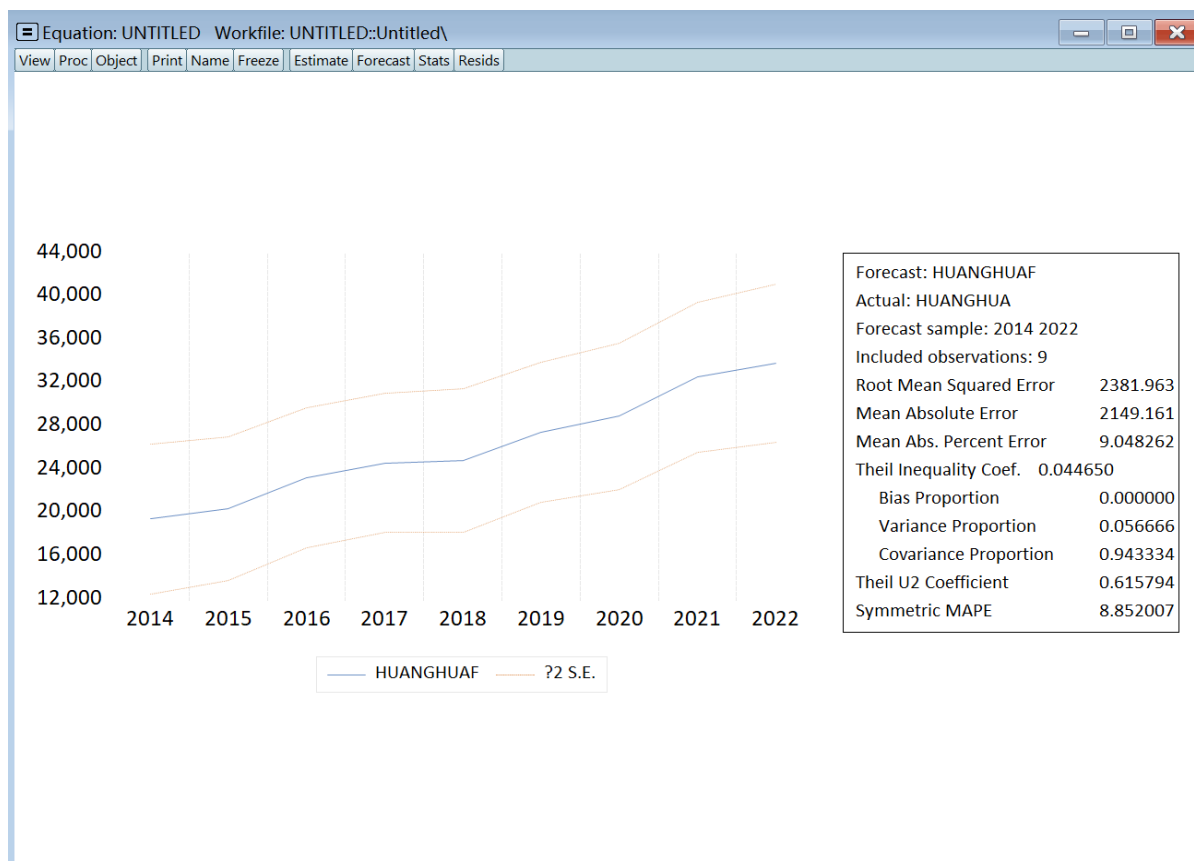 Equation: UNTITLED Workfile: UNTITLED::Untitled\
View Proc Object Print Name Freeze Estimate Forecast Stats Resids
44,000
40,000
36,000
32,000
28,000
24,000
20,000
16,000
12,000
2014 2015 2016 2017 2018 2019 2020 2021 2022
HUANGHUAF ?2 S.E.
Forecast: HUANGHUAF
Actual: HUANGHUA
Forecast sample: 2014 2022
Included observations: 9
Root Mean Squared Error 2381.963
Mean Absolute Error 2149.161
Mean Abs. Percent Error 9.048262
Theil Inequality Coef. 0.044650
Bias Proportion 0.000000
Variance Proportion 0.056666
Covariance Proportion 0.943334
Theil U2 Coefficient 0.615794
Symmetric MAPE 8.852007